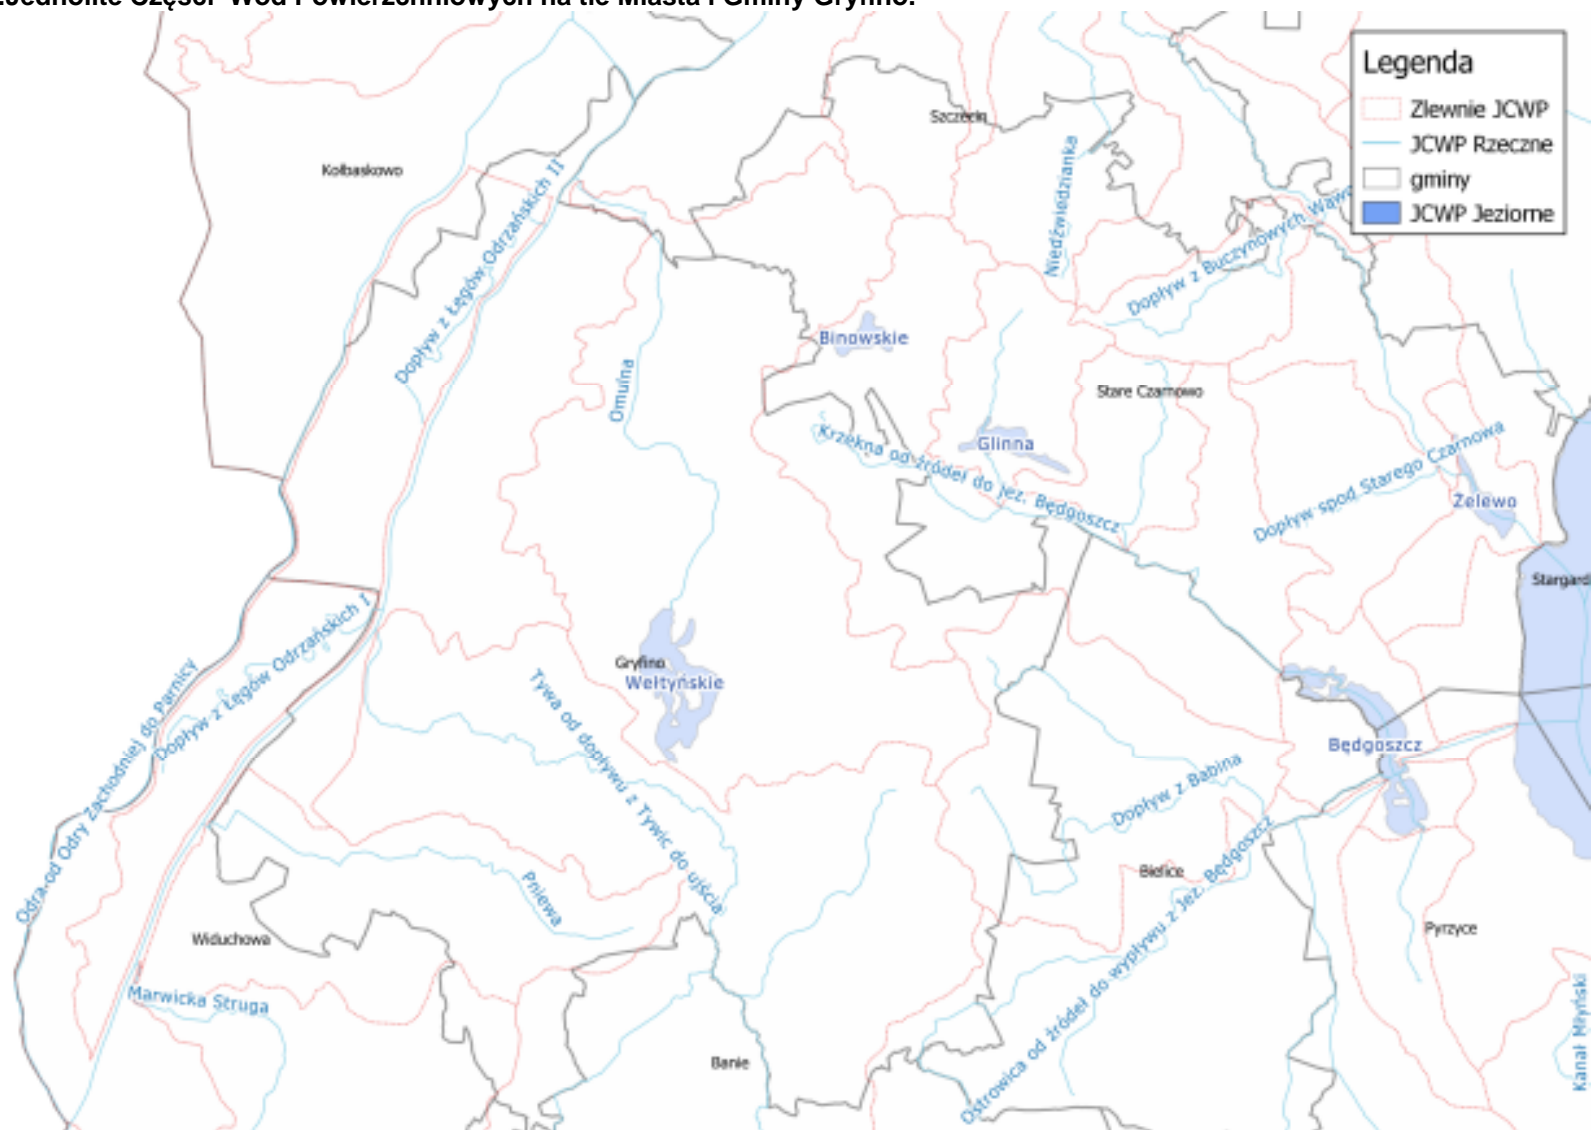 Jednolite Części Wód Powierzchniowych na tle Miasta i Gminy Gryfino.
Legenda
Zlewnie JCWP
JCWP Rzeczne
gminy
JCWP Jeziorne
Szczecin
Kołbaskowo
Niedźwiedzianka
Dopływ z Łęgów Odrzańskich II
Dopływ z Buczynowych Wąwo
Binowskie
Omulna
Stare Czarnowo
Krzekna od źródeł do jez. Będgoszcz
Glinna
Dopływ spod Starego Czarnowa
Żelewo
Stargard
Dopływ z Łęgów Odrzańskich I
Gryfino
Wełtyńskie
Tywa od dopływu z Tywic do ujścia
Odra od Odry Zachodniej do Parnicy
Będgoszcz
Dopływ z Babina
Bielice
Pniewa
Ostrowica od źródeł do wypływu z Jez. Będgoszcz
Widuchowa
Pyrzyce
Marwicka Struga
Kanał Młyński
Banie